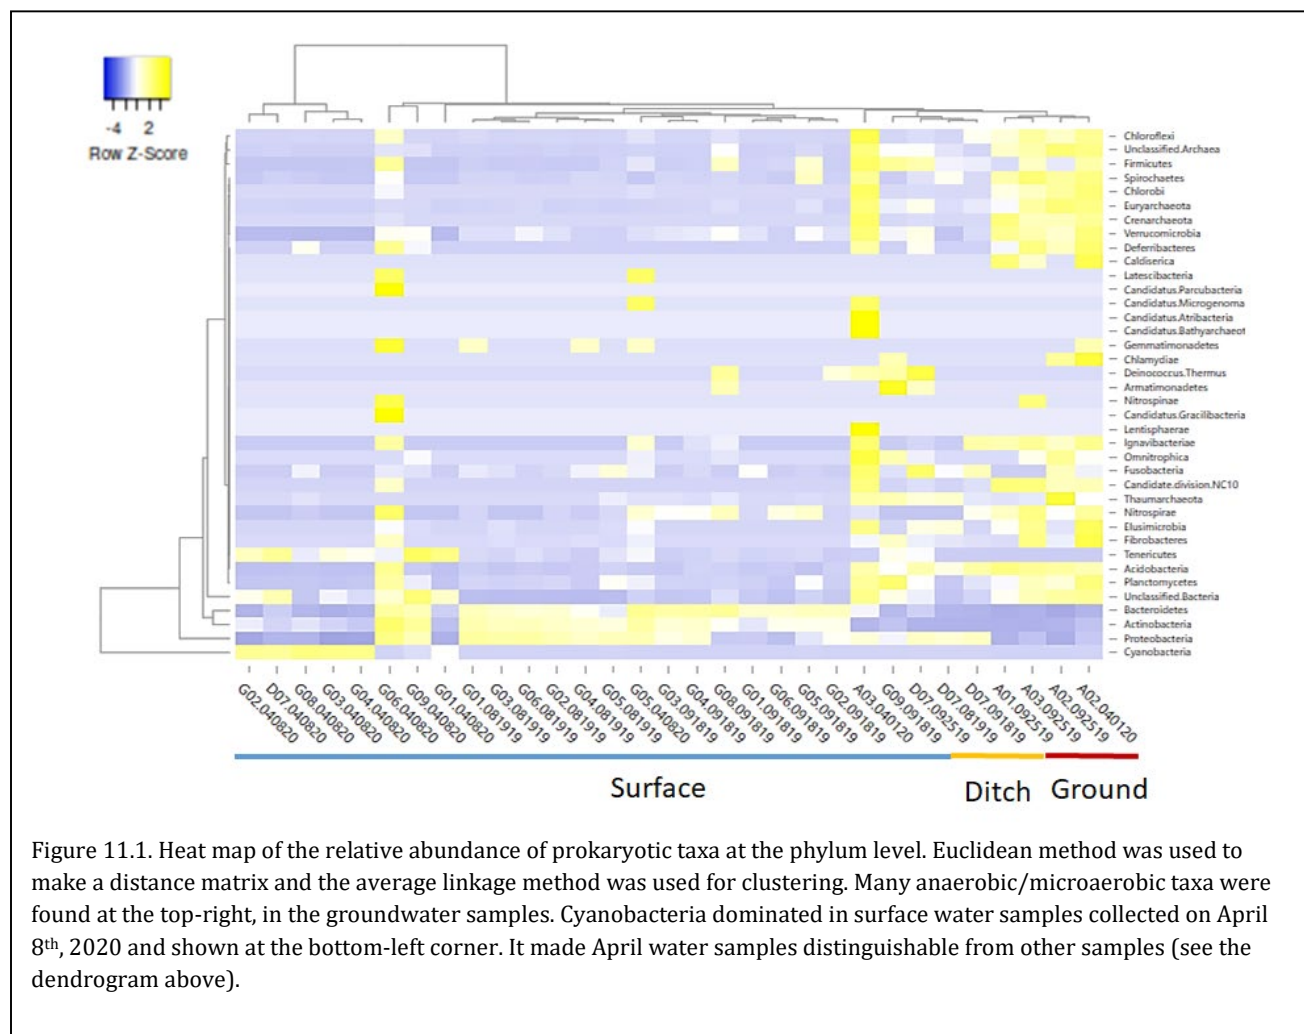 -4 2
Row Z-Score
Chloroflexi
Unclassified.Archaea
Firmicutes
Spirochaetes
Chlorobi
Euryarchaeota
Crenarchaeota
Verrucomicrobia
Deferribacteres
Caldiserica
Latescibacteria
Candidatus.Parcubacteria
Candidatus.Microgenoma
Candidatus.Atribacteria
Candidatus.Bathyarchaeot
Gemmatimonadetes
Chlamydiae
Deinococcus.Thermus
Armatimonadetes
Nitrospinae
Candidatus.Gracilibacteria
Lentisphaerae
Ignavibacteriae
Omnitrophica
Fusobacteria
Candidate.division.NC10
Thaumarchaeota
Nitrospirae
Elusimicrobia
Fibrobacteres
Tenericutes
Acidobacteria
Planctomycetes
Unclassified.Bacteria
Bacteroidetes
Actinobacteria
Proteobacteria
Cyanobacteria
G02.040820
D07.040820
G08.040820
G03.040820
G04.040820
G06.040820
G09.040820
G01.040820
G01.081919
G03.081919
G06.081919
G02.081919
G04.081919
G05.081919
G05.040820
G03.091819
G04.091819
G08.091819
G01.091819
G06.091819
G05.091819
G02.091819
A03.040120
G09.091819
D07.092519
D07.081919
D07.091819
A01.092519
A03.092519
A02.092519
A02.040120
Surface
Ditch
Ground
Figure 11.1. Heat map of the relative abundance of prokaryotic taxa at the phylum level. Euclidean method was used to
make a distance matrix and the average linkage method was used for clustering. Many anaerobic/microaerobic taxa were
found at the top-right, in the groundwater samples. Cyanobacteria dominated in surface water samples collected on April
8th, 2020 and shown at the bottom-left corner. It made April water samples distinguishable from other samples (see the
dendrogram above).